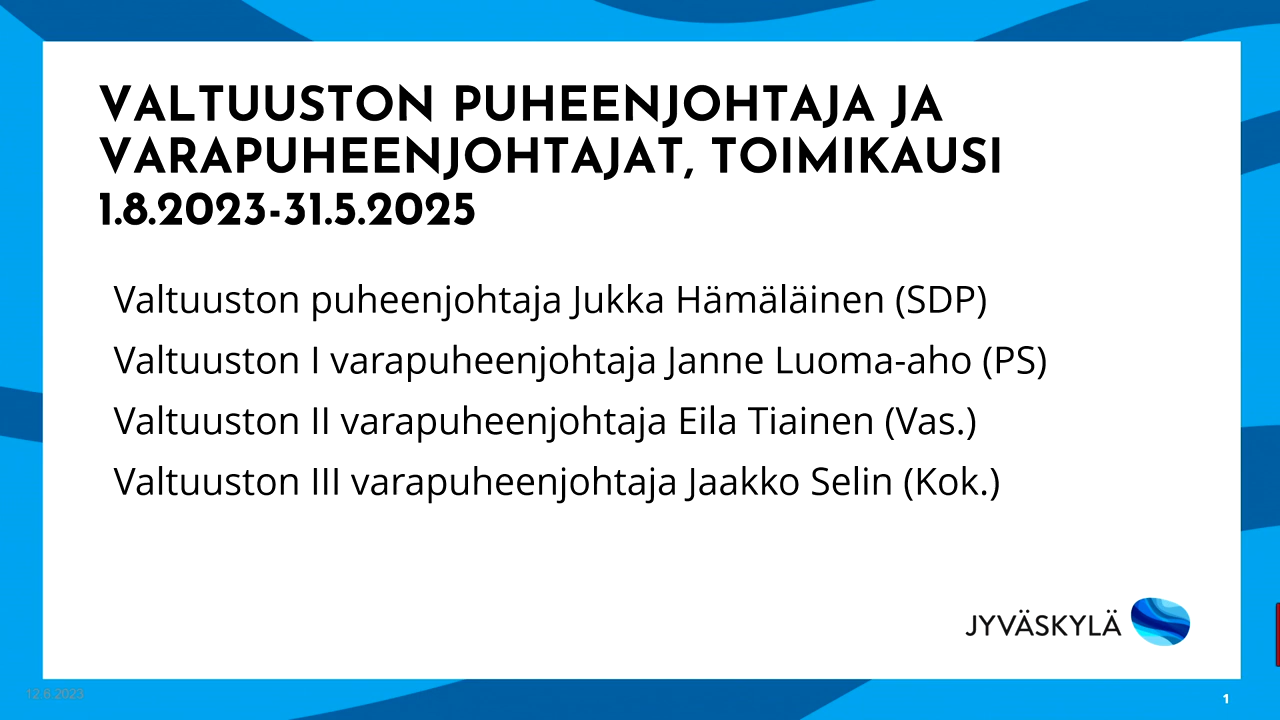 VALTUUSTON PUHEENJOHTAJA JA
VARAPUHEENJOHTAJAT, TOIMIKAUSI
1.8.2023-31.5.2025
Valtuuston puheenjohtaja Jukka Hämäläinen (SDP)
Valtuuston I varapuheenjohtaja Janne Luoma-aho (PS)
Valtuuston II varapuheenjohtaja Eila Tiainen (Vas.)
Valtuuston III varapuheenjohtaja Jaakko Selin (Kok.)
JYVÄSKYLÄ
12.6.2023
1